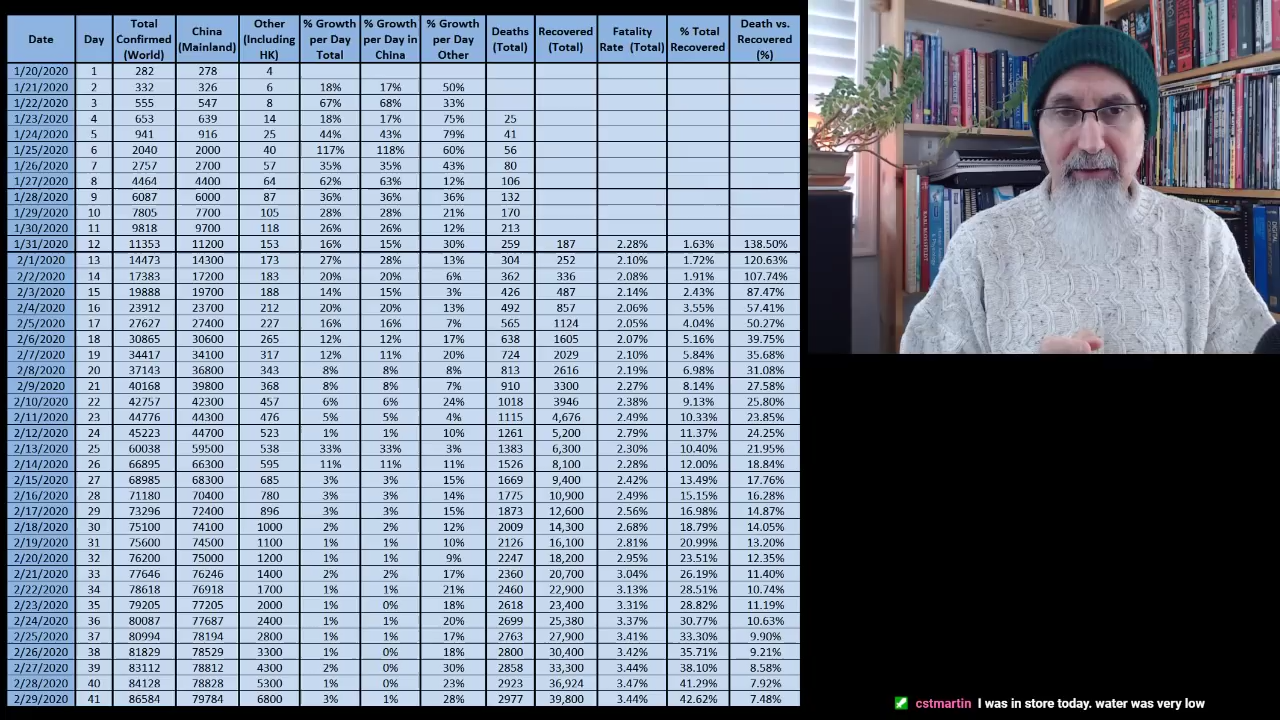 Date Day Total Confirmed (World) China (Mainland) Other (Including HK) % Growth per Day Total % Growth per Day in China % Growth per Day Other Deaths (Total) Recovered (Total) Fatality Rate (Total) % Total Recovered Death vs. Recovered (%)
1/20/2020 1 282 278 4
1/21/2020 2 332 326 6 18% 17% 50%
1/22/2020 3 555 547 8 67% 68% 33%
1/23/2020 4 653 639 14 18% 17% 75% 25
1/24/2020 5 941 916 25 44% 43% 79% 41
1/25/2020 6 2040 2000 40 117% 118% 60% 56
1/26/2020 7 2757 2700 57 35% 35% 43% 80
1/27/2020 8 4464 4400 64 62% 63% 12% 106
1/28/2020 9 6087 6000 87 36% 36% 36% 132
1/29/2020 10 7805 7700 105 28% 28% 21% 170
1/30/2020 11 9818 9700 118 26% 26% 12% 213
1/31/2020 12 11353 11200 153 16% 15% 30% 259 187 2.28% 1.63% 138.50%
2/1/2020 13 14473 14300 173 27% 28% 13% 304 252 2.10% 1.72% 120.63%
2/2/2020 14 17383 17200 183 20% 20% 6% 362 336 2.08% 1.91% 107.74%
2/3/2020 15 19888 19700 188 14% 15% 3% 426 487 2.14% 2.43% 87.47%
2/4/2020 16 23912 23700 212 20% 20% 13% 492 857 2.06% 3.55% 57.41%
2/5/2020 17 27627 27400 227 16% 16% 7% 565 1124 2.05% 4.04% 50.27%
2/6/2020 18 30865 30600 265 12% 12% 17% 638 1605 2.07% 5.16% 39.75%
2/7/2020 19 34417 34100 317 12% 11% 20% 724 2029 2.10% 5.84% 35.68%
2/8/2020 20 37143 36800 343 8% 8% 8% 813 2616 2.19% 6.98% 31.08%
2/9/2020 21 40168 39800 368 8% 8% 7% 910 3300 2.27% 8.14% 27.58%
2/10/2020 22 42757 42300 457 6% 6% 24% 1018 3946 2.38% 9.13% 25.80%
2/11/2020 23 44776 44300 476 5% 5% 4% 1115 4,676 2.49% 10.33% 23.85%
2/12/2020 24 45223 44700 523 1% 1% 10% 1261 5,200 2.79% 11.37% 24.25%
2/13/2020 25 60038 59500 538 33% 33% 3% 1383 6,300 2.30% 10.40% 21.95%
2/14/2020 26 66895 66300 595 11% 11% 11% 1526 8,100 2.28% 12.00% 18.84%
2/15/2020 27 68985 68300 685 3% 3% 15% 1669 9,400 2.42% 13.49% 17.76%
2/16/2020 28 71180 70400 780 3% 3% 14% 1775 10,900 2.49% 15.15% 16.28%
2/17/2020 29 73296 72400 896 3% 3% 15% 1873 12,600 2.56% 16.98% 14.87%
2/18/2020 30 75100 74100 1000 2% 2% 12% 2009 14,300 2.68% 18.79% 14.05%
2/19/2020 31 75600 74500 1100 1% 1% 10% 2126 16,100 2.81% 20.99% 13.20%
2/20/2020 32 76200 75000 1200 1% 1% 9% 2247 18,200 2.95% 23.51% 12.35%
2/21/2020 33 77646 76246 1400 2% 2% 17% 2360 20,700 3.04% 26.19% 11.40%
2/22/2020 34 78618 76918 1700 1% 1% 21% 2460 22,900 3.13% 28.51% 10.74%
2/23/2020 35 79205 77205 2000 1% 0% 18% 2618 23,400 3.31% 28.82% 11.19%
2/24/2020 36 80087 77687 2400 1% 1% 20% 2699 25,380 3.37% 30.77% 10.63%
2/25/2020 37 80994 78194 2800 1% 1% 17% 2763 27,900 3.41% 33.30% 9.90%
2/26/2020 38 81829 78529 3300 1% 0% 18% 2800 30,400 3.42% 35.71% 9.21%
2/27/2020 39 83112 78812 4300 2% 0% 30% 2858 33,300 3.44% 38.10% 8.58%
2/28/2020 40 84128 78828 5300 1% 0% 23% 2923 36,924 3.47% 41.29% 7.92%
2/29/2020 41 86584 79784 6800 3% 1% 28% 2977 39,800 3.44% 42.62% 7.48%
cstmartin I was in store today. water was very low